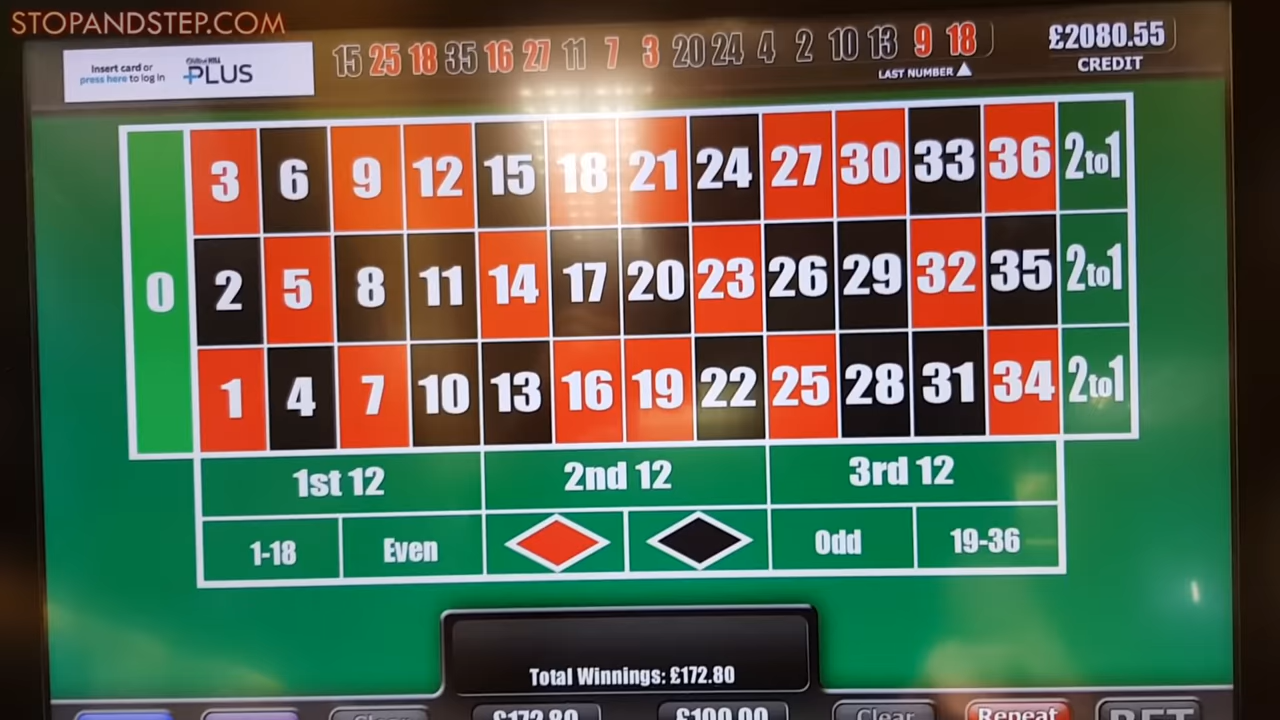 STOPANDSTEP.COM
Insert card or
press here to log in
William HILL
PLUS
15 25 18 35 16 27 11 7 3 20 24 4 2 10 13 9 18
LAST NUMBER
£2080.55
CREDIT
3 6 9 12 15 18 21 24 27 30 33 36 2to1
0 2 5 8 11 14 17 20 23 26 29 32 35 2to1
1 4 7 10 13 16 19 22 25 28 31 34 2to1
1st 12 2nd 12 3rd 12
1-18 Even Odd 19-36
Total Winnings: £172.80
£172.80 £100.00 Clear Repeat BET